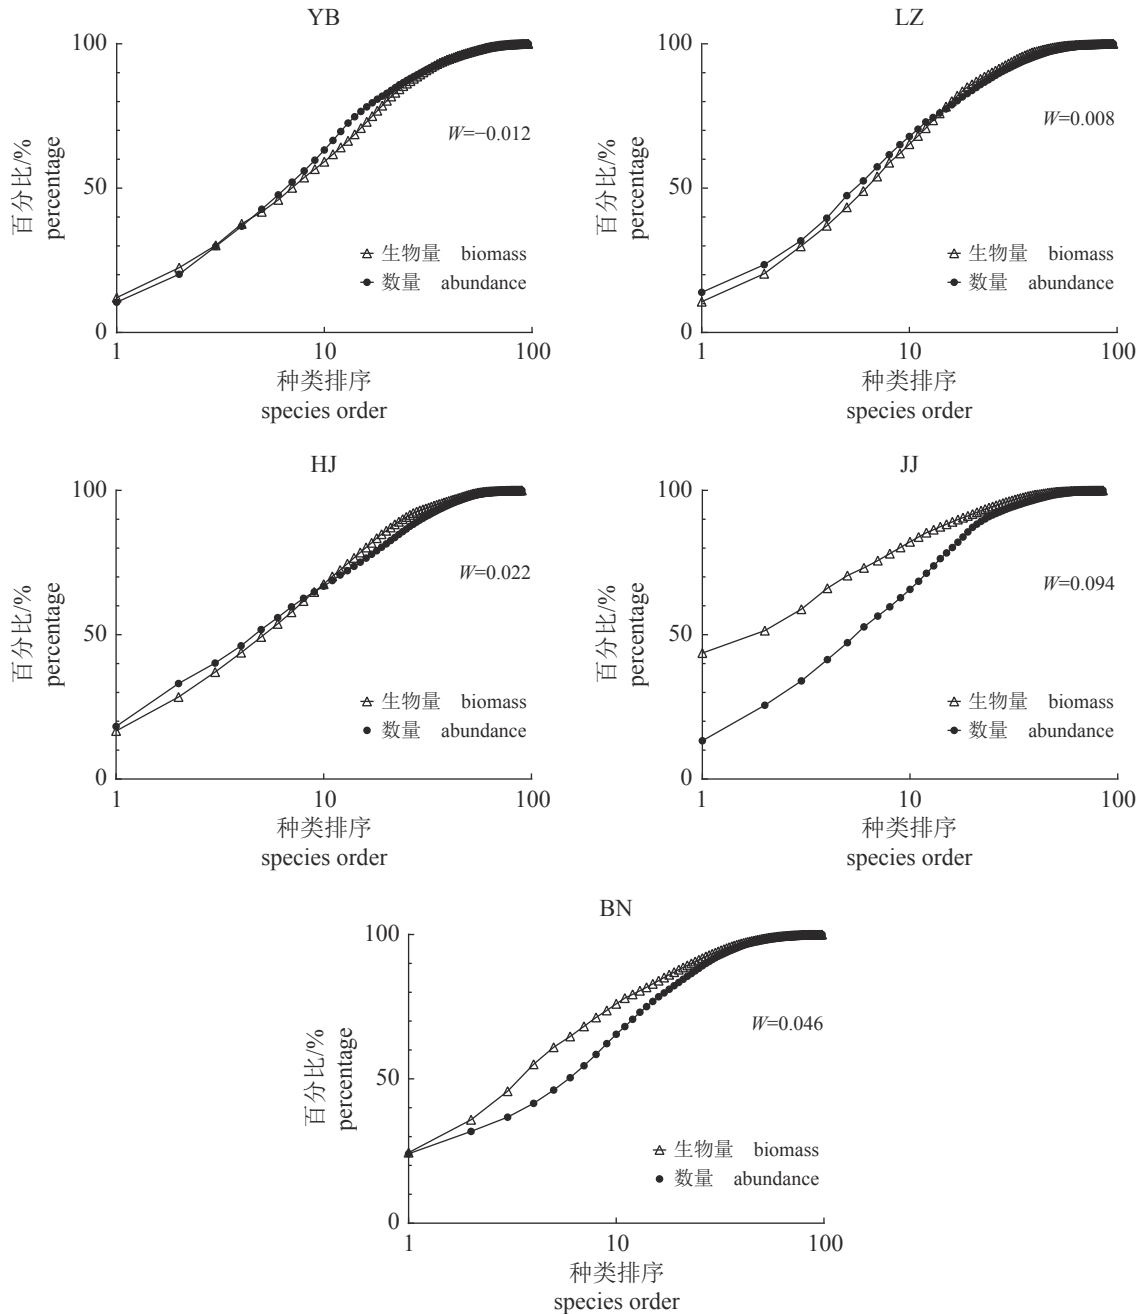 YB
100
50
0
百分比/%
percentage
W=−0.012
生物量 biomass
数量 abundance
1
10
100
种类排序
species order
LZ
100
50
0
百分比/%
percentage
W=0.008
生物量 biomass
数量 abundance
1
10
100
种类排序
species order
HJ
100
50
0
百分比/%
percentage
W=0.022
生物量 biomass
数量 abundance
1
10
100
种类排序
species order
JJ
100
50
0
百分比/%
percentage
W=0.094
生物量 biomass
数量 abundance
1
10
100
种类排序
species order
BN
100
50
0
百分比/%
percentage
W=0.046
生物量 biomass
数量 abundance
1
10
100
种类排序
species order